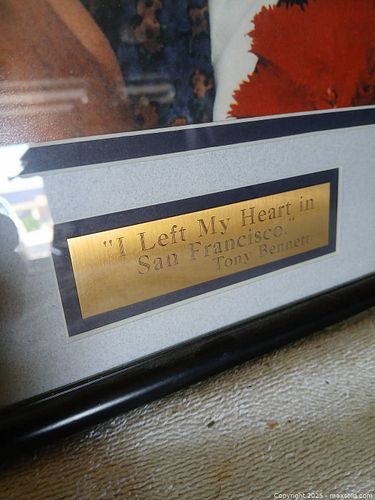 "I Left My Heart in
San Francisco."
Tony Bennett
Copyright 2025 - maxsold.com